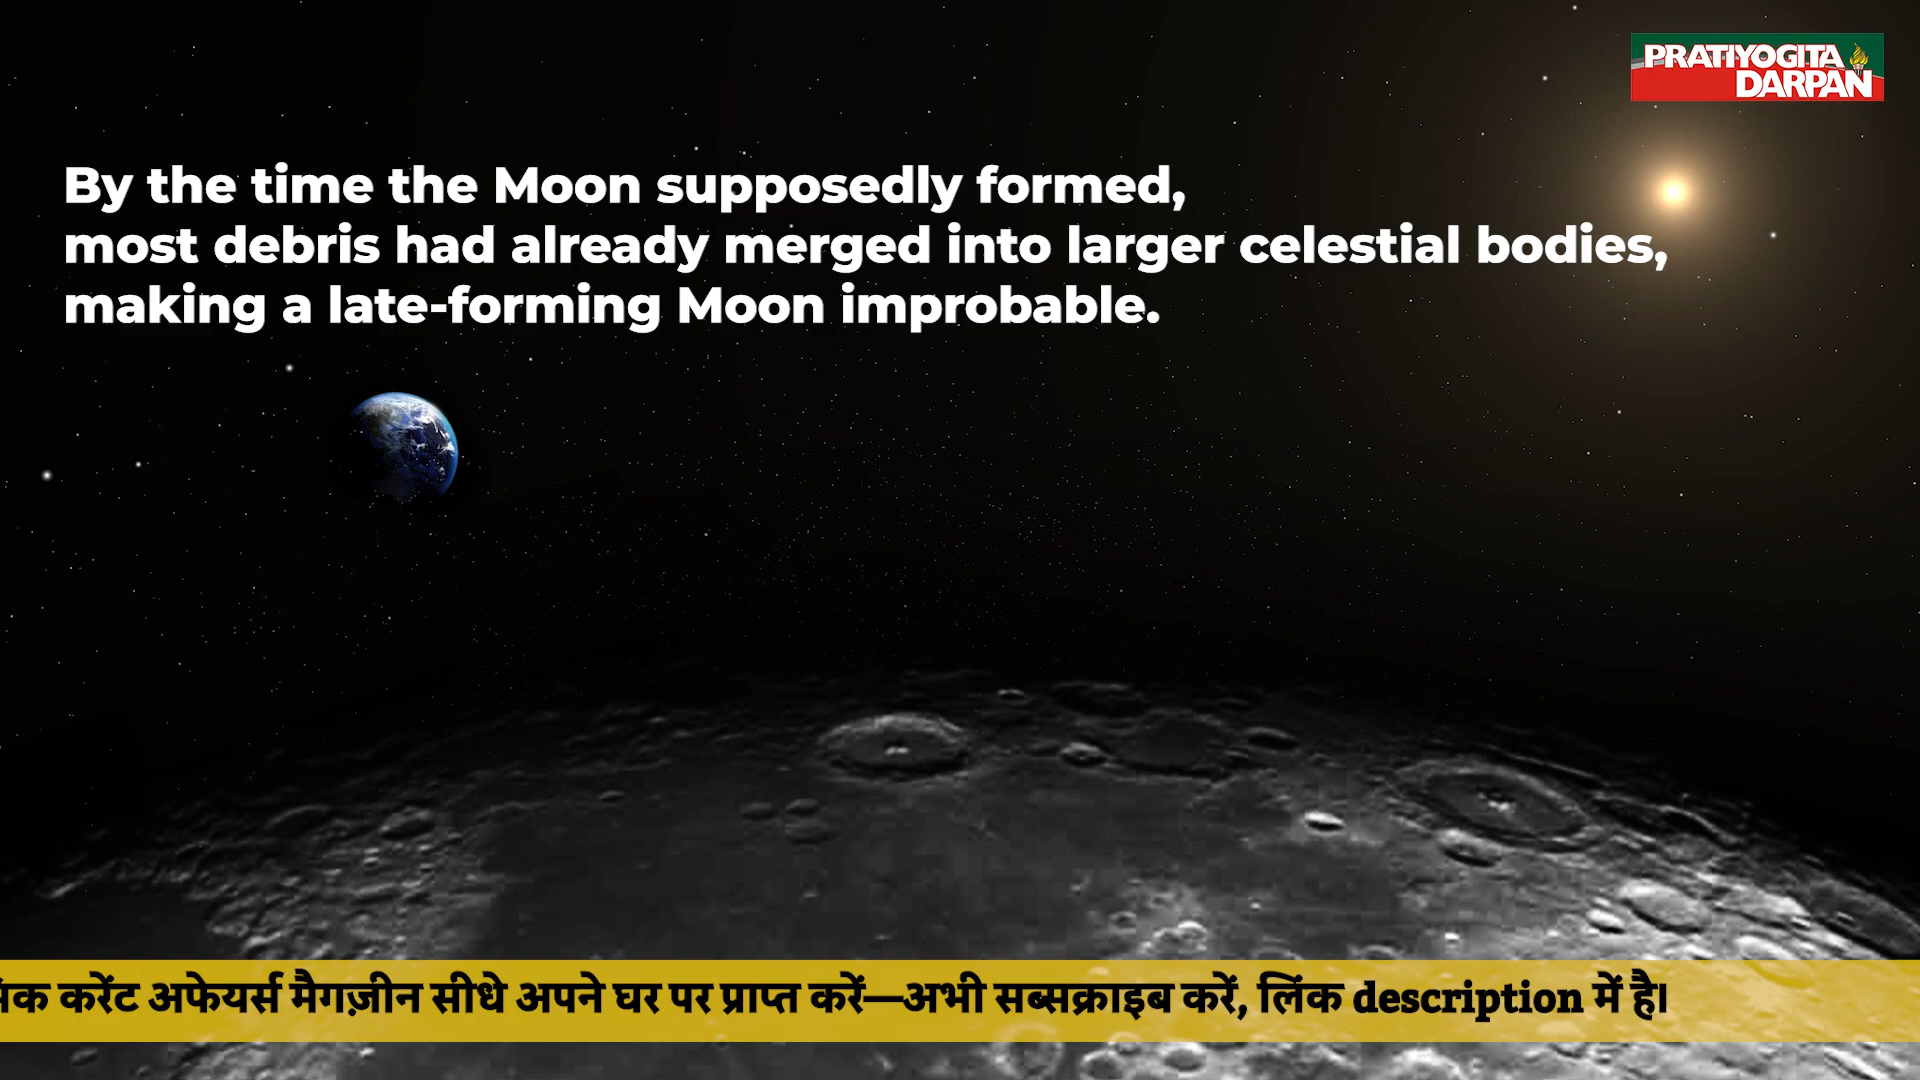 PRATIYOGITA
DARPAN
By the time the Moon supposedly formed,
most debris had already merged into larger celestial bodies,
making a late-forming Moon improbable.
करेंट अफेयर्स मैगज़ीन सीधे अपने घर पर प्राप्त करें—अभी सब्सक्राइब करें, लिंक description में है।